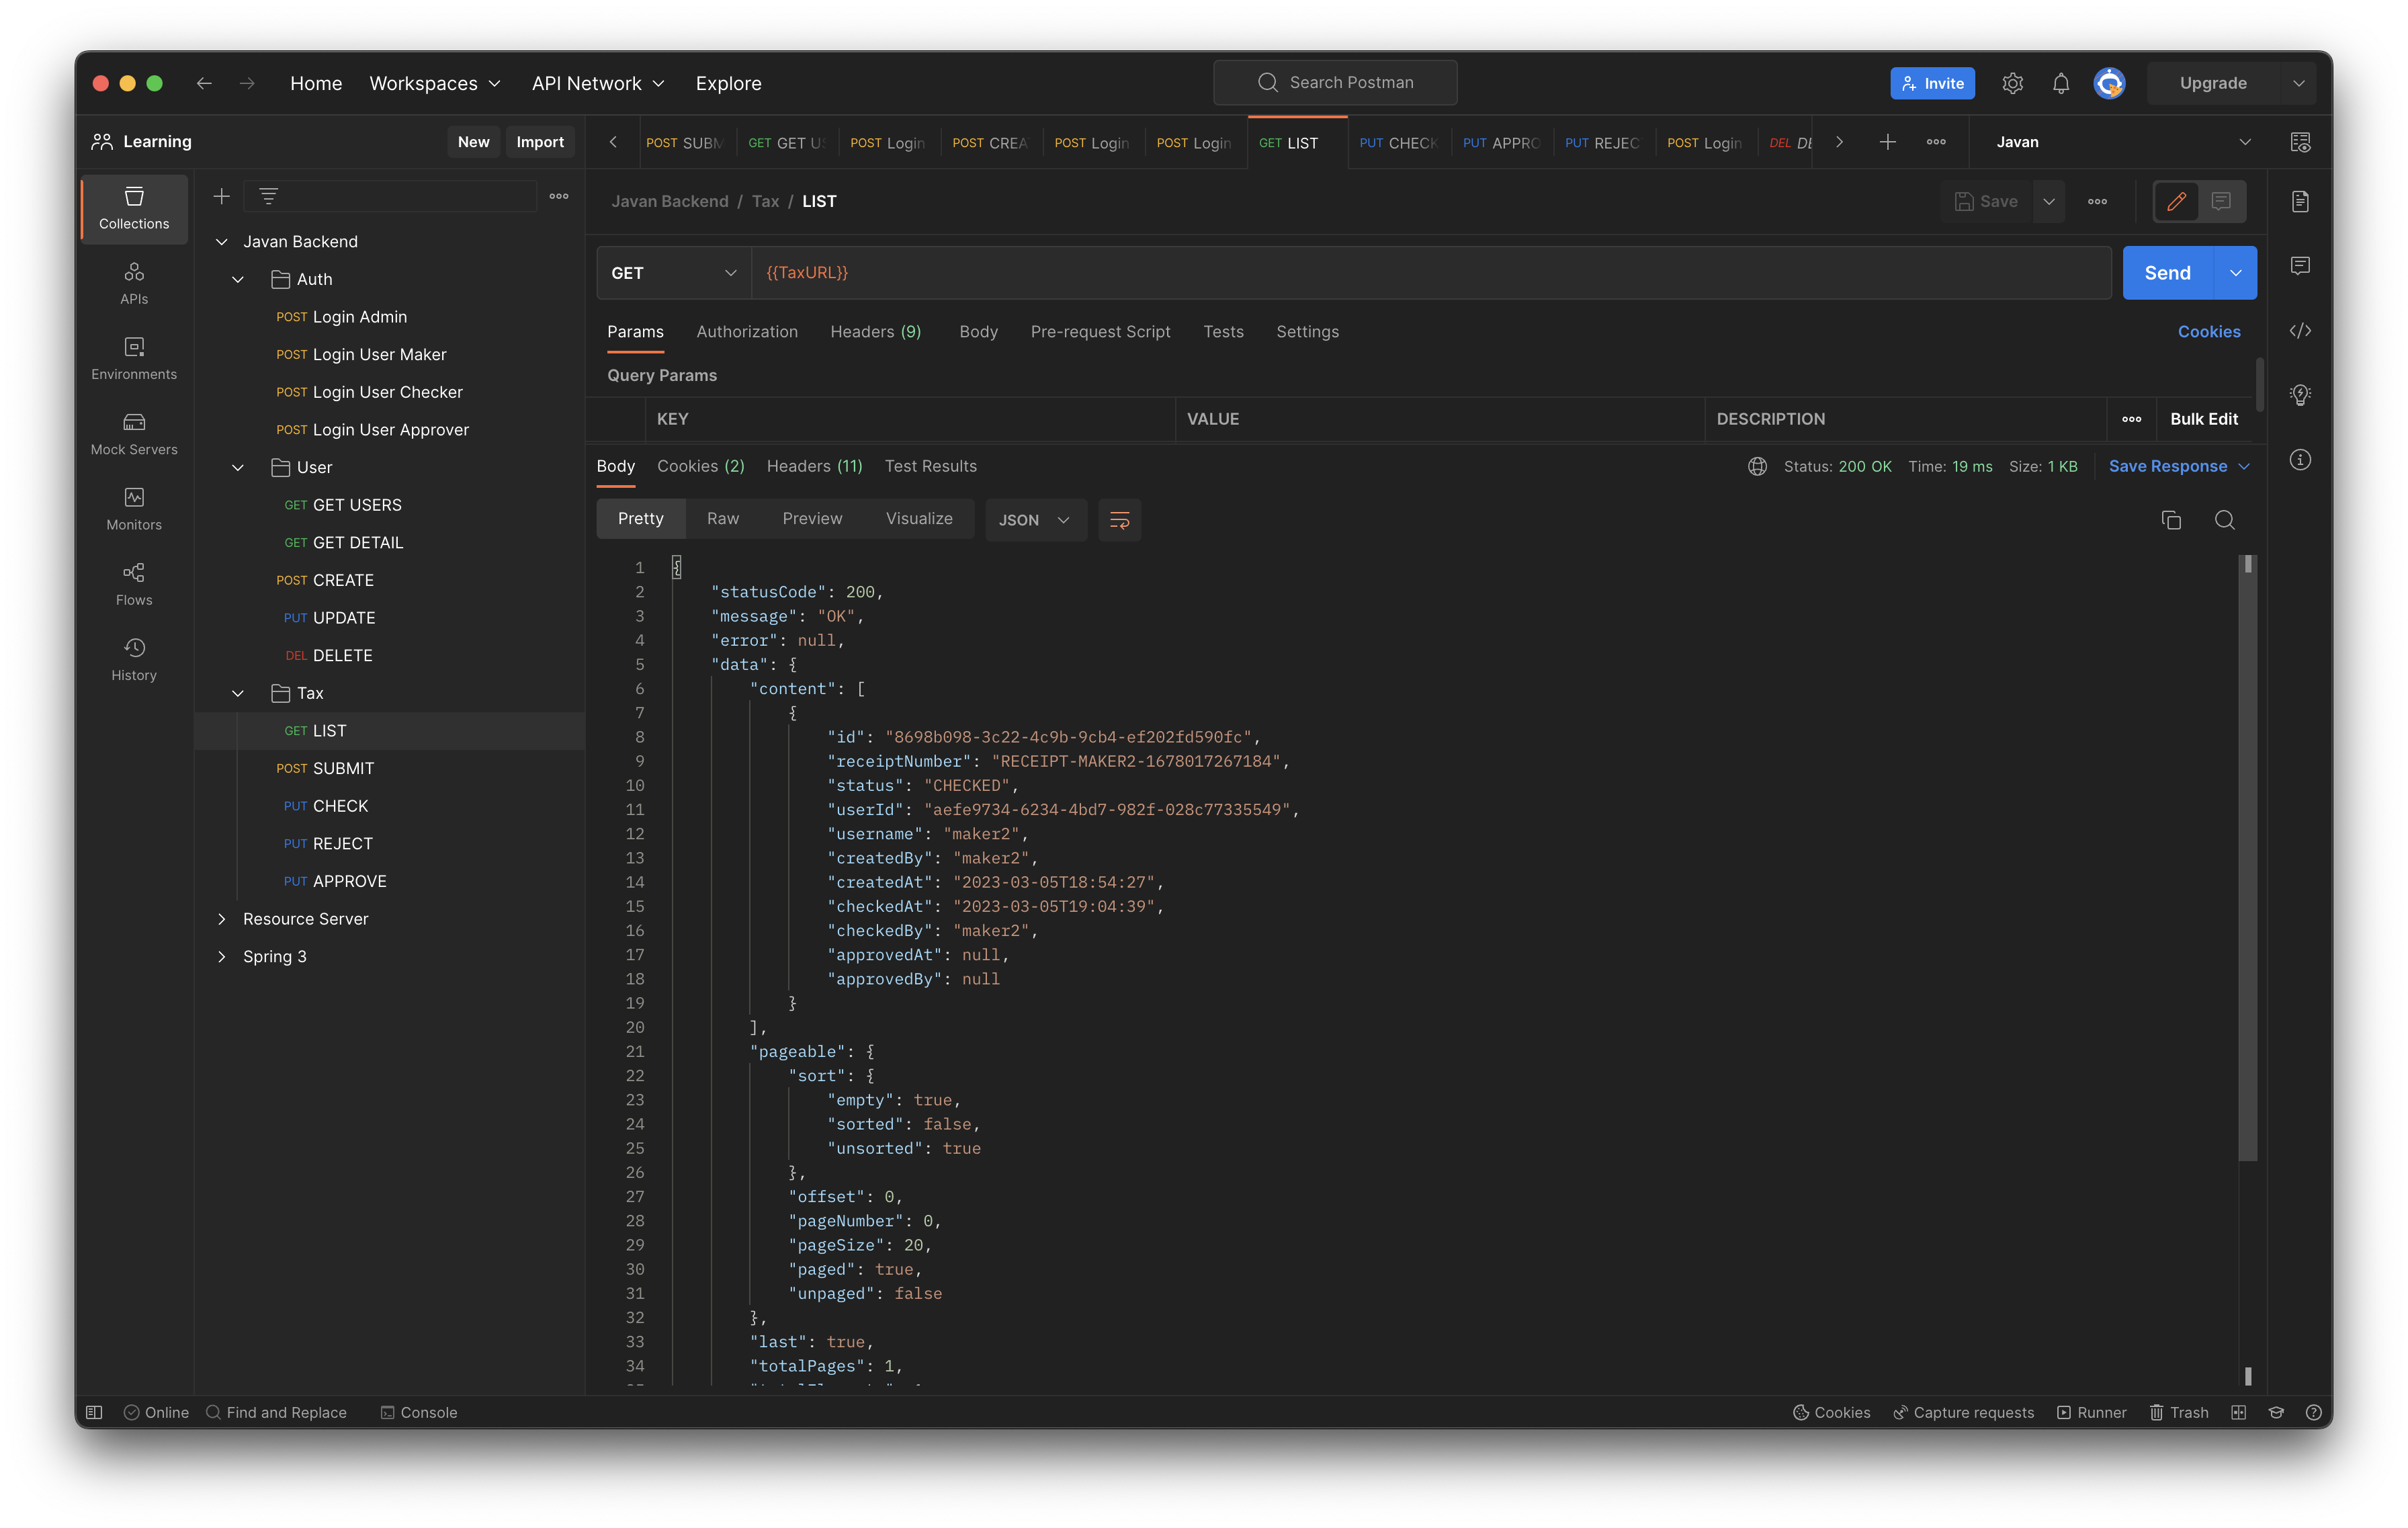 Home Workspaces API Network Explore Search Postman Invite Upgrade
Learning New Import
POST SUBM GET GET US POST Login POST CREA POST Login POST Login GET LIST PUT CHECK PUT APPRO PUT REJEC POST Login DEL DE Javan
Collections
APIs
Environments
Mock Servers
Monitors
Flows
History
Javan Backend
Auth
POST Login Admin
POST Login User Maker
POST Login User Checker
POST Login User Approver
User
GET GET USERS
GET GET DETAIL
POST CREATE
PUT UPDATE
DEL DELETE
Tax
GET LIST
POST SUBMIT
PUT CHECK
PUT REJECT
PUT APPROVE
Resource Server
Spring 3
Javan Backend / Tax / LIST Save
GET {{TaxURL}} Send
Params Authorization Headers (9) Body Pre-request Script Tests Settings Cookies
Query Params
KEY VALUE DESCRIPTION Bulk Edit
Body Cookies (2) Headers (11) Test Results Status: 200 OK Time: 19 ms Size: 1 KB Save Response
Pretty Raw Preview Visualize JSON
1 {
2 "statusCode": 200,
3 "message": "OK",
4 "error": null,
5 "data": {
6 "content": [
7 {
8 "id": "8698b098-3c22-4c9b-9cb4-ef202fd590fc",
9 "receiptNumber": "RECEIPT-MAKER2-1678017267184",
10 "status": "CHECKED",
11 "userId": "aefe9734-6234-4bd7-982f-028c77335549",
12 "username": "maker2",
13 "createdBy": "maker2",
14 "createdAt": "2023-03-05T18:54:27",
15 "checkedAt": "2023-03-05T19:04:39",
16 "checkedBy": "maker2",
17 "approvedAt": null,
18 "approvedBy": null
19 }
20 ],
21 "pageable": {
22 "sort": {
23 "empty": true,
24 "sorted": false,
25 "unsorted": true
26 },
27 "offset": 0,
28 "pageNumber": 0,
29 "pageSize": 20,
30 "paged": true,
31 "unpaged": false
32 },
33 "last": true,
34 "totalPages": 1,
Online Find and Replace Console Cookies Capture requests Runner Trash